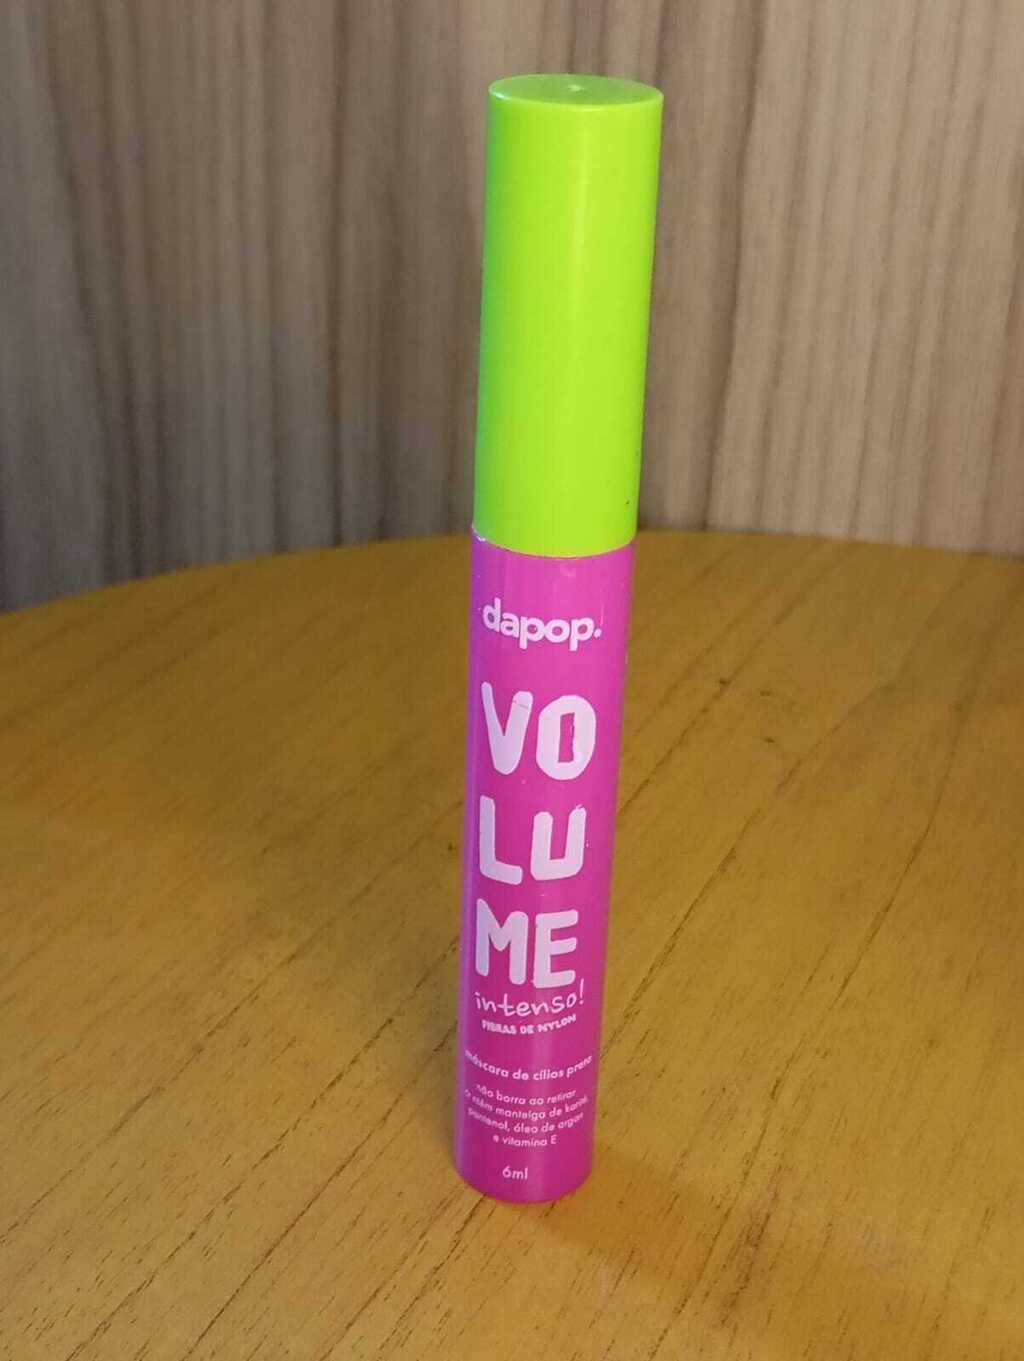 dapop.
VO
LU
ME
intenso!
FIBRAS DE NYLON
máscara de cílios preta
não borra ao retirar
contém manteiga de karité,
pantenol, óleo de argan
e vitamina E
6ml